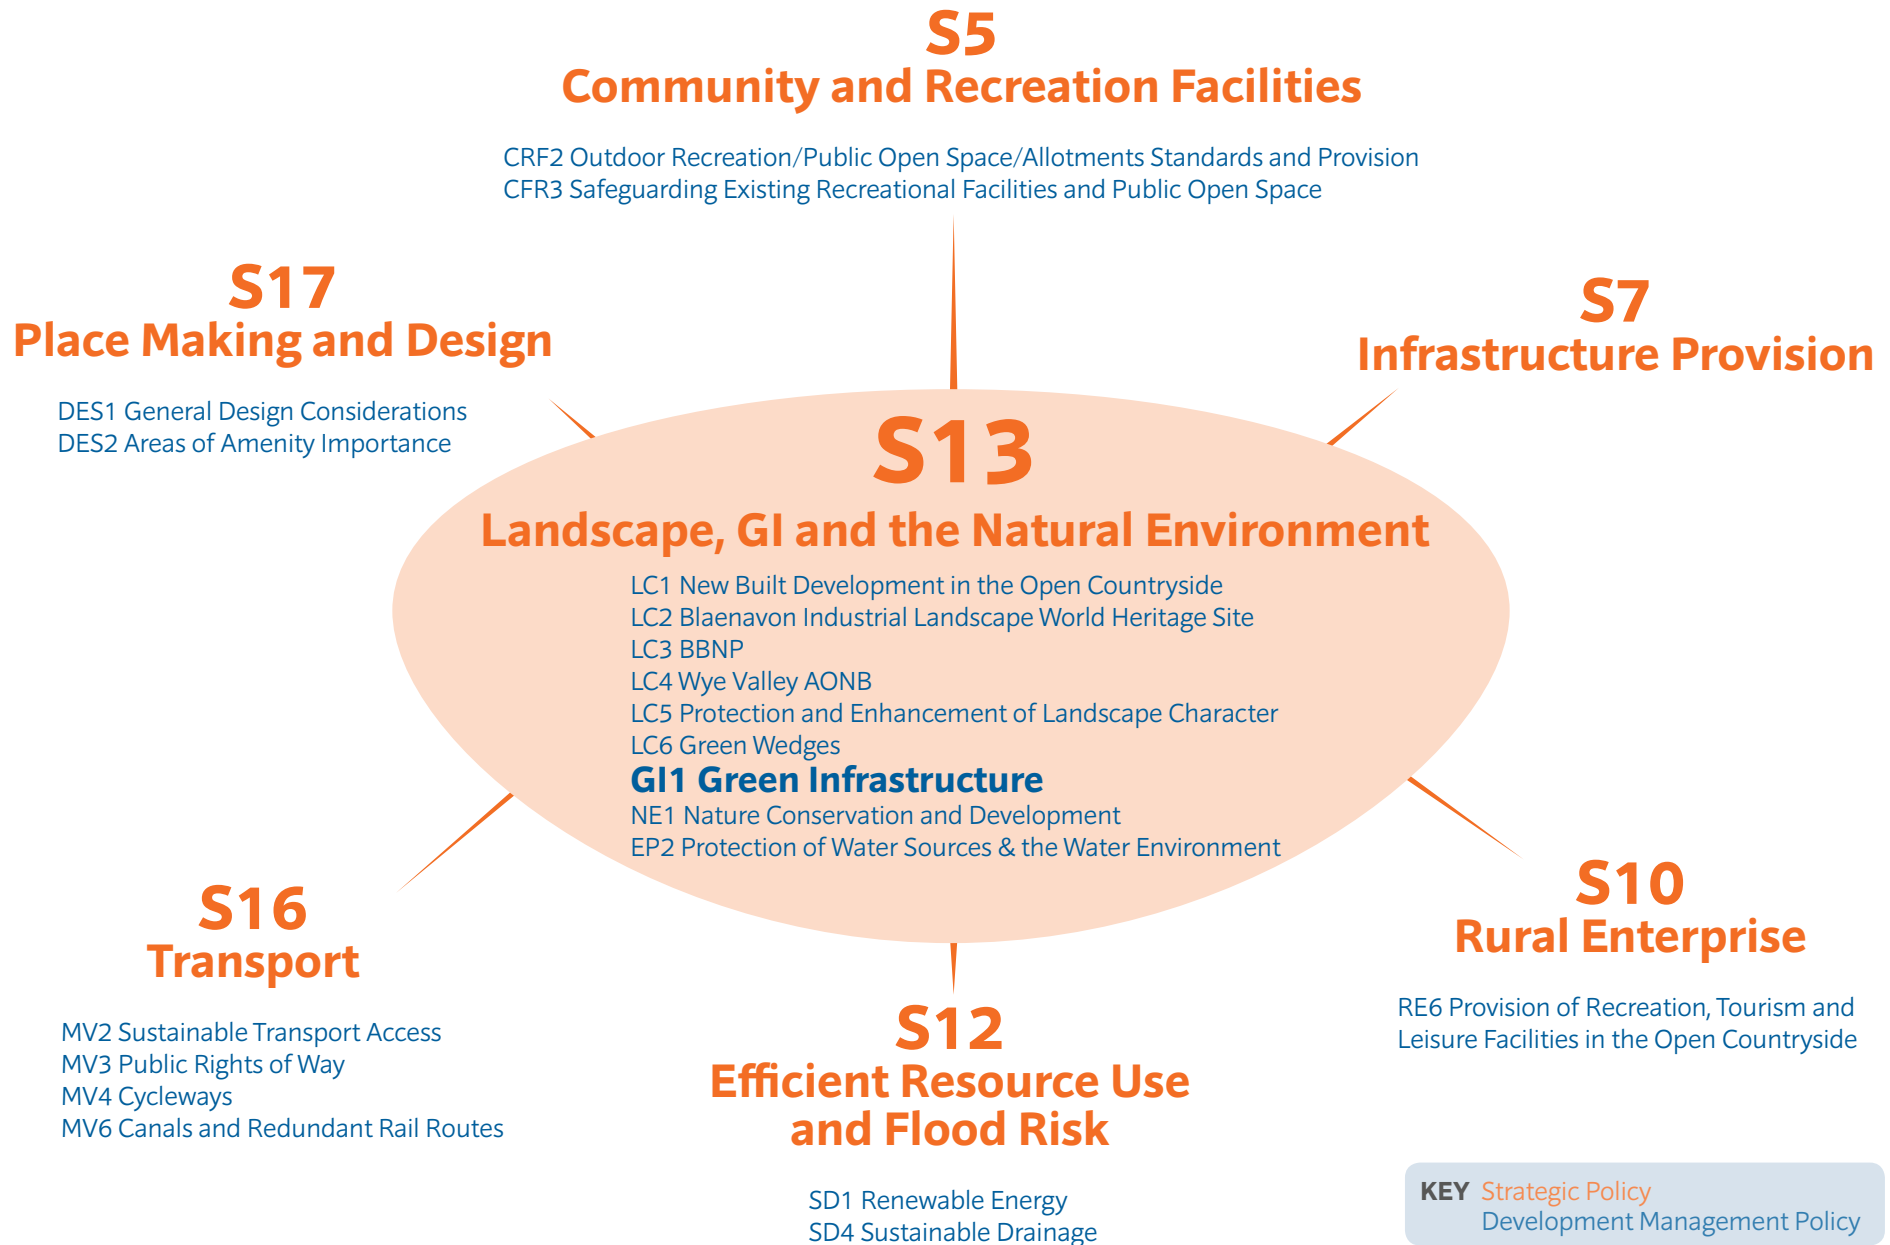 S5
Community and Recreation Facilities
CRF2 Outdoor Recreation/Public Open Space/Allotments Standards and Provision
CFR3 Safeguarding Existing Recreational Facilities and Public Open Space
S17
Place Making and Design
DES1 General Design Considerations
DES2 Areas of Amenity Importance
S7
Infrastructure Provision
S13
Landscape, GI and the Natural Environment
LC1 New Built Development in the Open Countryside
LC2 Blaenavon Industrial Landscape World Heritage Site
LC3 BBNP
LC4 Wye Valley AONB
LC5 Protection and Enhancement of Landscape Character
LC6 Green Wedges
GI1 Green Infrastructure
NE1 Nature Conservation and Development
EP2 Protection of Water Sources & the Water Environment
S16
Transport
MV2 Sustainable Transport Access
MV3 Public Rights of Way
MV4 Cycleways
MV6 Canals and Redundant Rail Routes
S12
Efficient Resource Use
and Flood Risk
SD1 Renewable Energy
SD4 Sustainable Drainage
S10
Rural Enterprise
RE6 Provision of Recreation, Tourism and
Leisure Facilities in the Open Countryside
KEY Strategic Policy
Development Management Policy